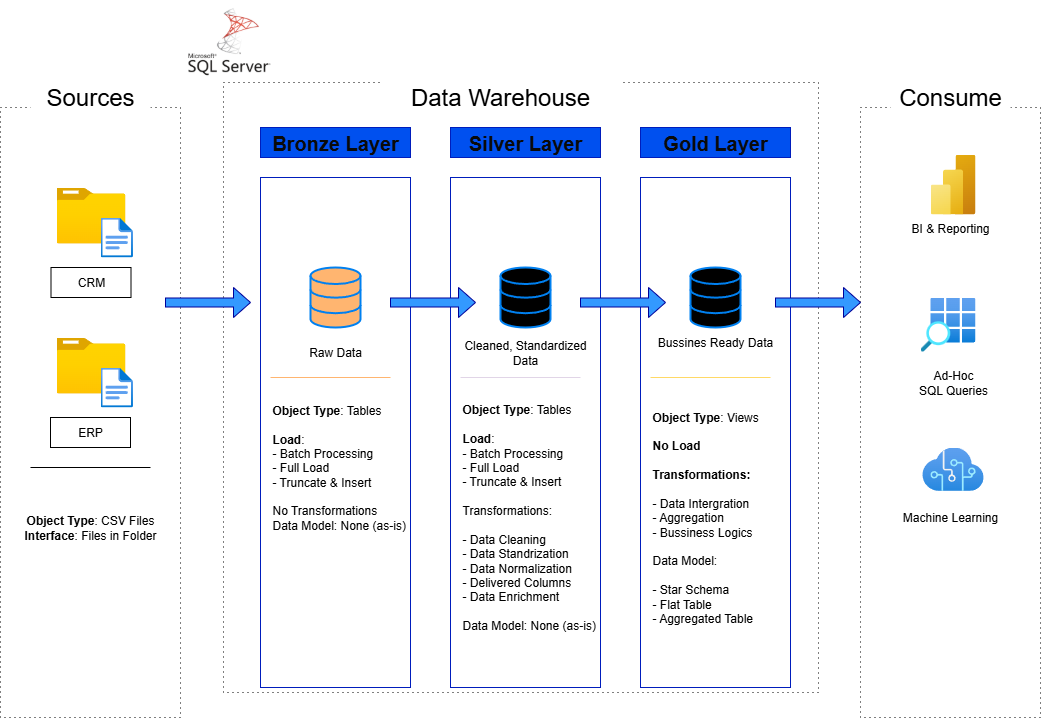 Microsoft®
SQL Server
Sources
CRM
ERP
Object Type: CSV Files
Interface: Files in Folder
Data Warehouse
Bronze Layer
Raw Data
Object Type: Tables
Load:
- Batch Processing
- Full Load
- Truncate & Insert
No Transformations
Data Model: None (as-is)
Silver Layer
Cleaned, Standardized
Data
Object Type: Tables
Load:
- Batch Processing
- Full Load
- Truncate & Insert
Transformations:
- Data Cleaning
- Data Standrization
- Data Normalization
- Delivered Columns
- Data Enrichment
Data Model: None (as-is)
Gold Layer
Bussines Ready Data
Object Type: Views
No Load
Transformations:
- Data Intergration
- Aggregation
- Bussiness Logics
Data Model:
- Star Schema
- Flat Table
- Aggregated Table
Consume
BI & Reporting
Ad-Hoc
SQL Queries
Machine Learning